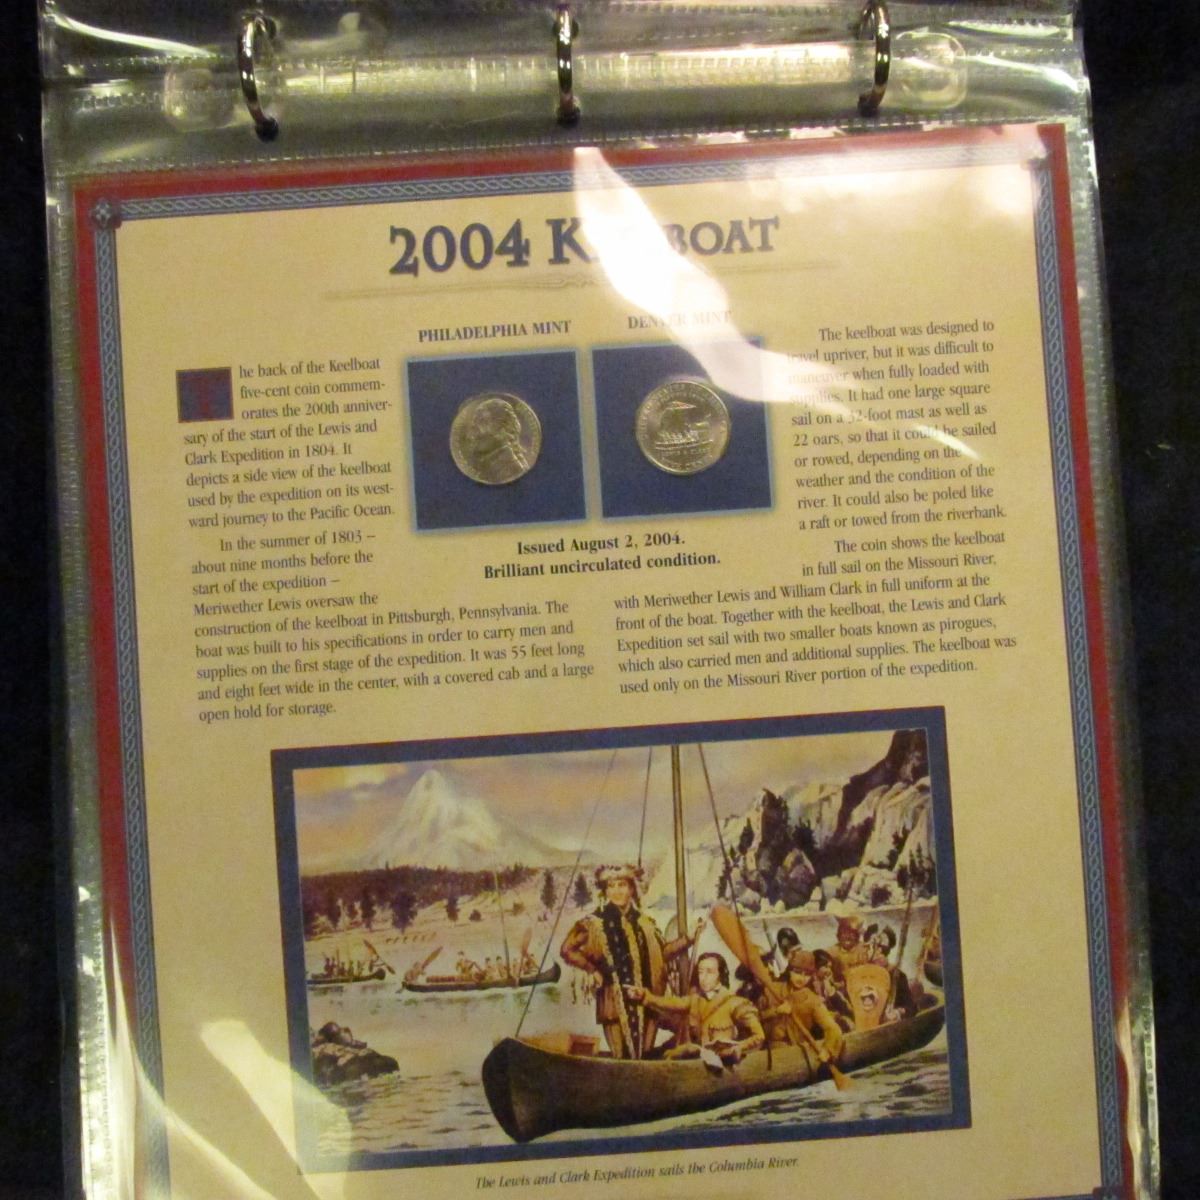 2004 KEELBOAT
PHILADELPHIA MINT
DENVER MINT
The back of the Keelboat
five-cent coin commem-
orates the 200th anniver-
sary of the start of the Lewis and
Clark Expedition in 1804. It
depicts a side view of the keelboat
used by the expedition on its west-
ward journey to the Pacific Ocean.
In the summer of 1803 –
about nine months before the
start of the expedition –
Meriwether Lewis oversaw the
construction of the keelboat in Pittsburgh, Pennsylvania. The
boat was built to his specifications in order to carry men and
supplies on the first stage of the expedition. It was 55 feet long
and eight feet wide in the center, with a covered cab and a large
open hold for storage.
Issued August 2, 2004.
Brilliant uncirculated condition.
The keelboat was designed to
travel upriver, but it was difficult to
maneuver when fully loaded with
supplies. It had one large square
sail on a 32-foot mast as well as
22 oars, so that it could be sailed
or rowed, depending on the
weather and the condition of the
river. It could also be poled like
a raft or towed from the riverbank.
The coin shows the keelboat
in full sail on the Missouri River,
with Meriwether Lewis and William Clark in full uniform at the
front of the boat. Together with the keelboat, the Lewis and Clark
Expedition set sail with two smaller boats known as pirogues,
which also carried men and additional supplies. The keelboat was
used only on the Missouri River portion of the expedition.
The Lewis and Clark Expedition sails the Columbia River.